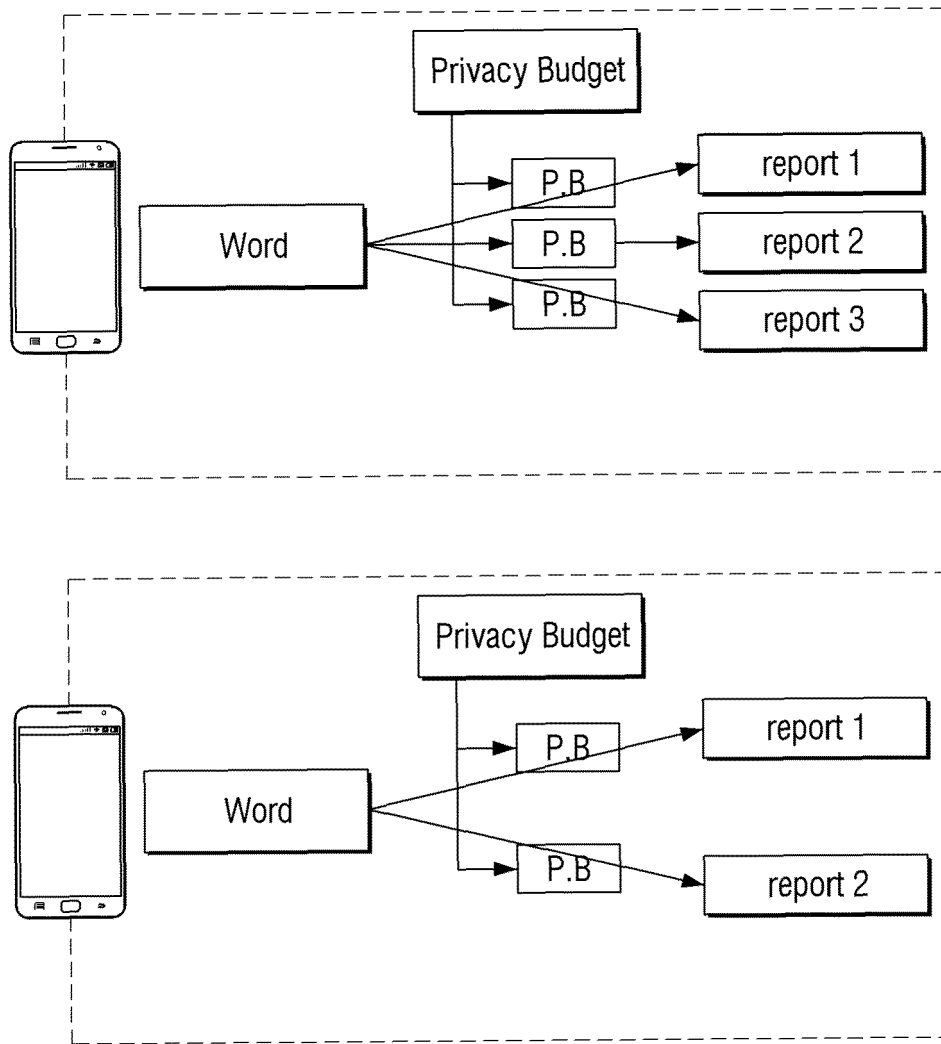 Privacy Budget
P.B
report 1
Word
P.B
report 2
P.B
report 3
Privacy Budget
P.B
report 1
Word
P.B
report 2